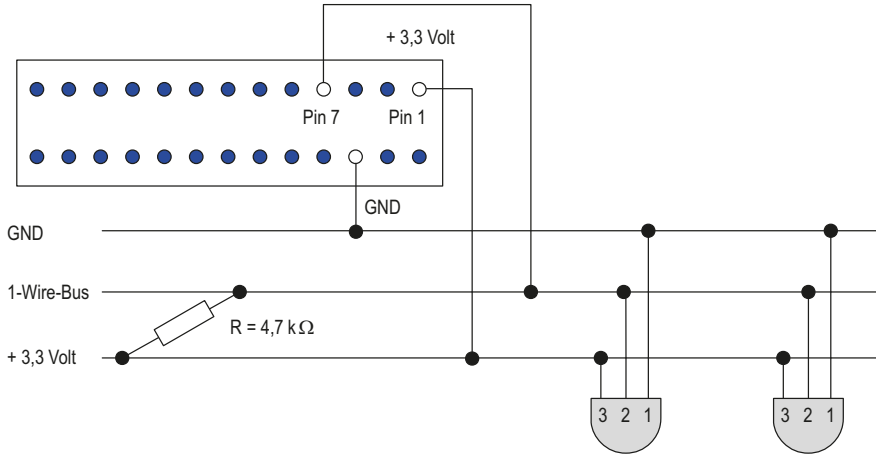 + 3,3 Volt
Pin 7 Pin 1
GND
GND
1-Wire-Bus
R = 4,7 k Ω
+ 3,3 Volt
3 2 1 3 2 1